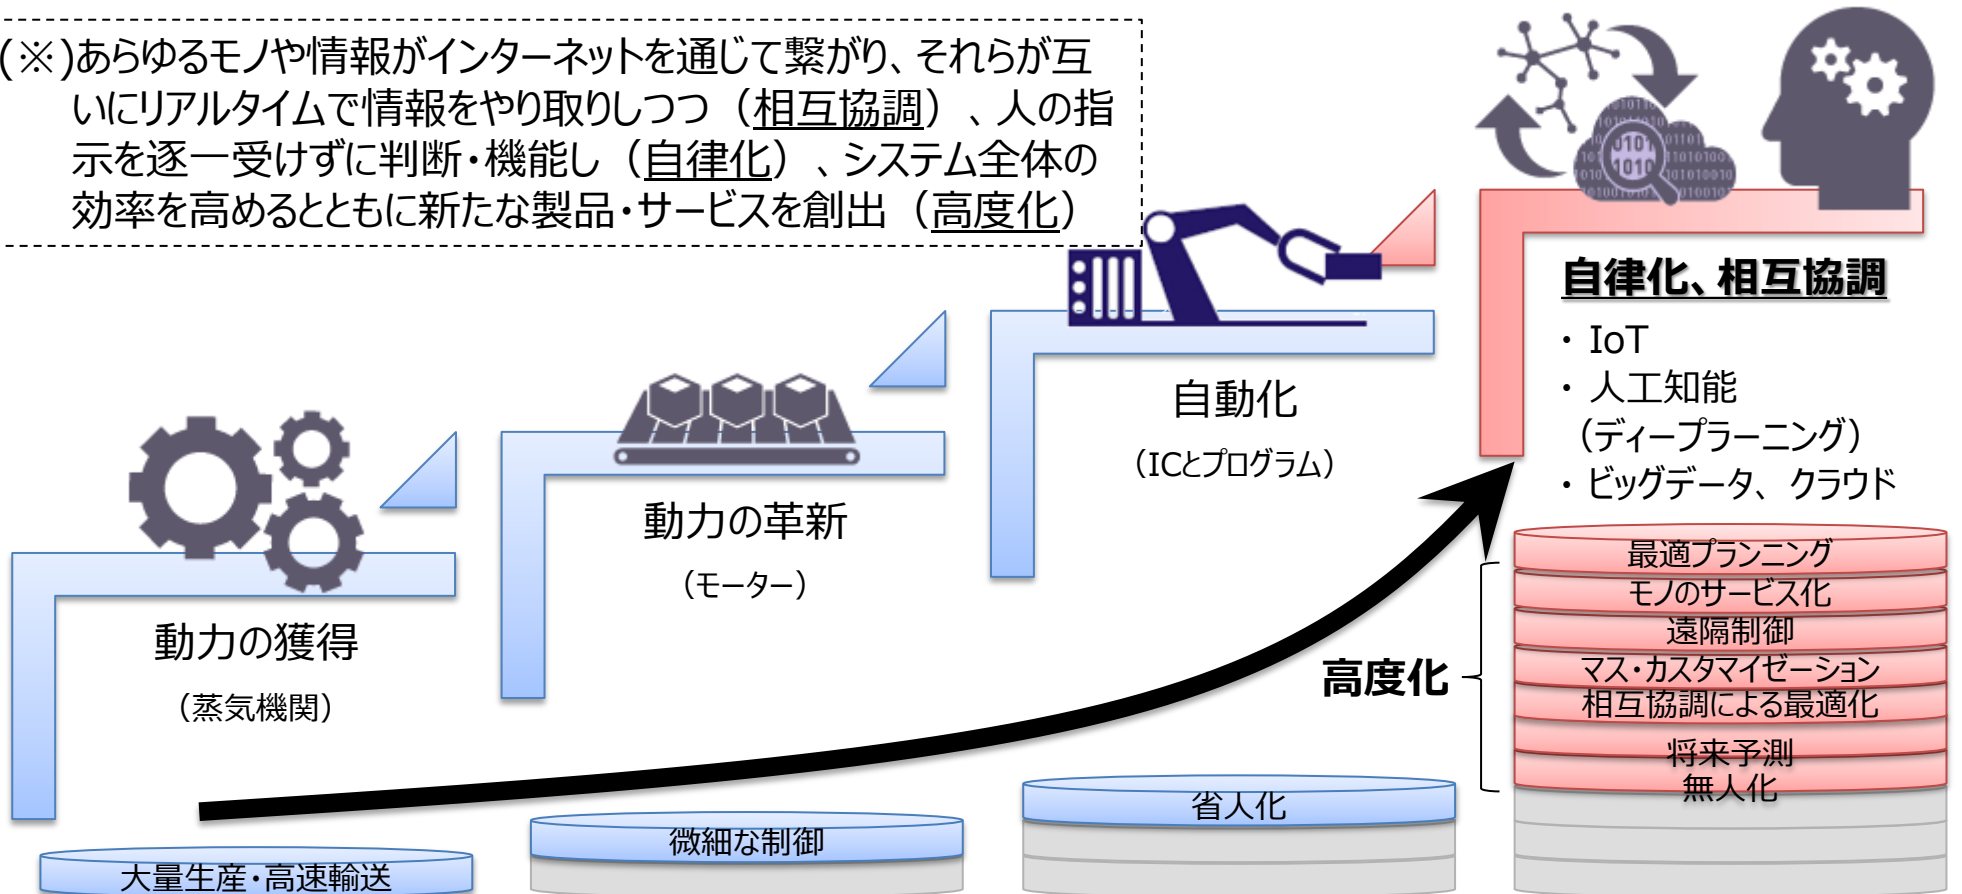 (※)あらゆるモノや情報がインターネットを通じて繋がり、それらが互
いにリアルタイムで情報をやり取りしつつ（相互協調）、人の指
示を逐一受けずに判断・機能し（自律化）、システム全体の
効率を高めるとともに新たな製品・サービスを創出（高度化）
動力の獲得
（蒸気機関）
大量生産・高速輸送
動力の革新
（モーター）
微細な制御
自動化
（ICとプログラム）
省人化
自律化、相互協調
・ IoT
・ 人工知能
（ディープラーニング）
・ ビッグデータ、クラウド
高度化
最適プランニング
モノのサービス化
遠隔制御
マス・カスタマイゼーション
相互協調による最適化
将来予測
無人化